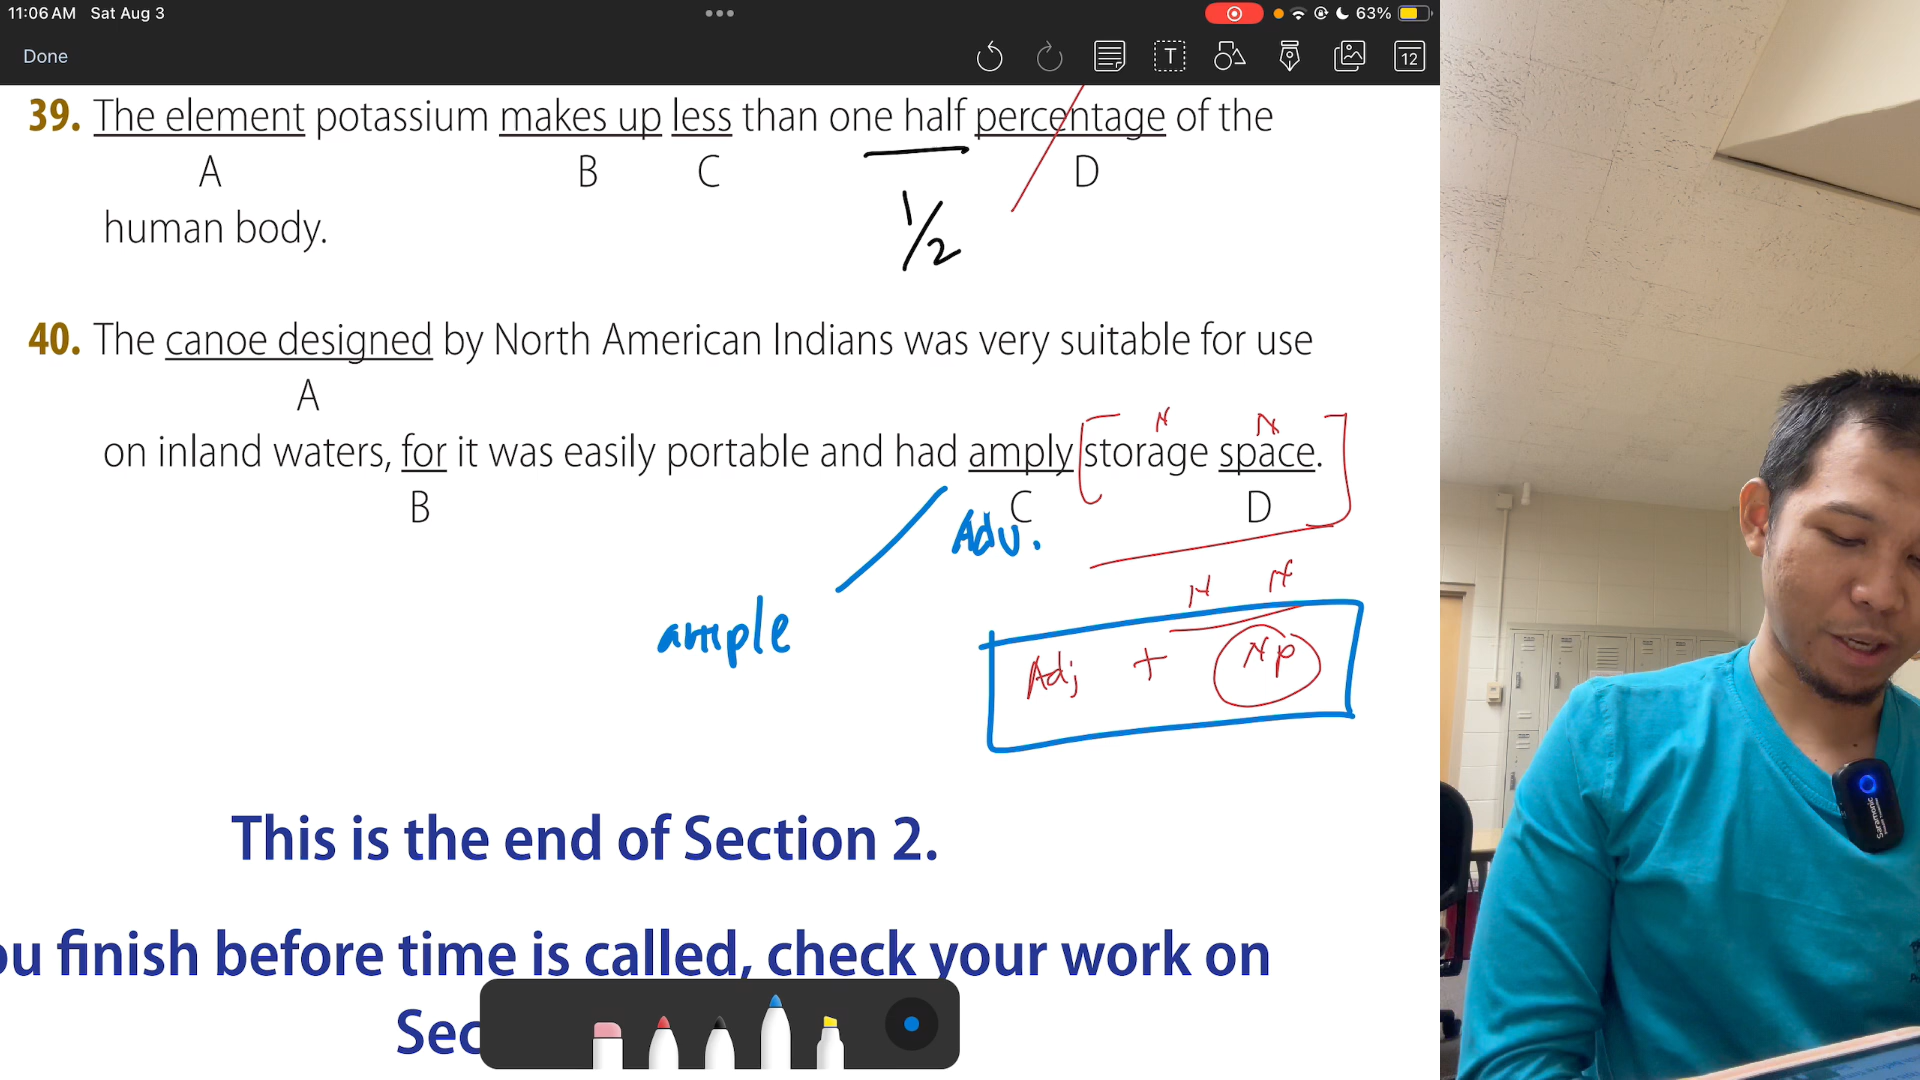 11:06 AM Sat Aug 3
63%
Done
T
12
39. The element potassium makes up less than one half percentage of the
A B C D
1/2
human body.
40. The canoe designed by North American Indians was very suitable for use
A
N N
on inland waters, for it was easily portable and had amply storage space.
B C D
Adv.
N N
ample
Adj + Np
This is the end of Section 2.
ou finish before time is called, check your work on
Sec
Saramonic